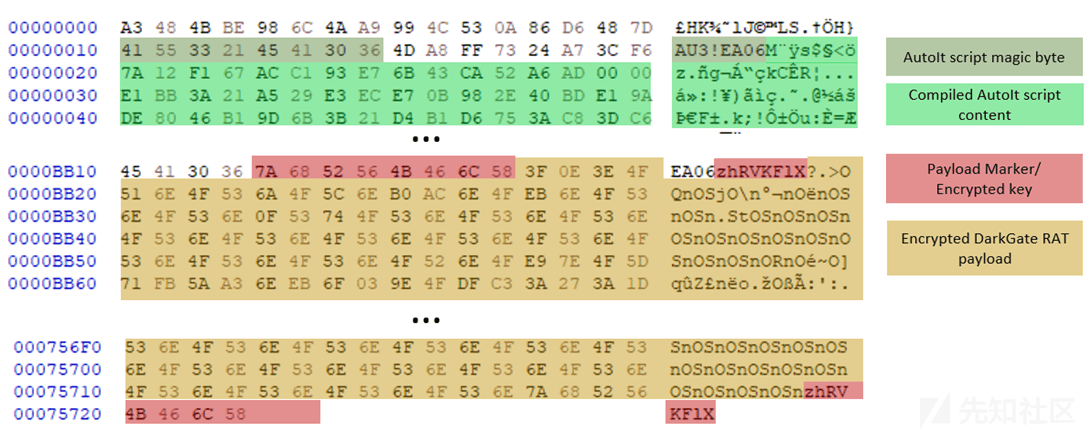 00000000 A3 48 4B BE 98 6C 4A A9 99 4C 53 0A 86 D6 48 7D £HK¾˜lJ©™LS.†ÖH}
00000010 41 55 33 21 45 41 30 36 4D A8 FF 73 24 A7 3C F6 AU3!EA06M¨ÿs$§<ö
00000020 7A 12 F1 67 AC C1 93 E7 6B 43 CA 52 A6 AD 00 00 z.ñg¬Á“çkCÊR¦...
00000030 E1 BB 3A 21 A5 29 E3 EC E7 0B 98 2E 40 BD E1 9A á»:!¥)ãìç.˜.@½áš
00000040 DE 80 46 B1 9D 6B 3B 21 D4 B1 D6 75 3A C8 3D C6 Þ€F±.k;!Ô±Öu:È=Æ
AutoIt script magic byte
Compiled AutoIt script
content
...
0000BB10 45 41 30 36 7A 68 52 56 4B 46 6C 58 3F 0E 3E 4F EA06zhRVKFlX?.>O
0000BB20 51 6E 4F 53 6A 4F 5C 6E B0 AC 6E 4F EB 6E 4F 53 QnOSjO\n°¬nOënOS
0000BB30 6E 4F 53 6E 0F 53 74 4F 53 6E 4F 53 6E 4F 53 6E nOSn.StOSnOSnOSn
0000BB40 4F 53 6E 4F 53 6E 4F 53 6E 4F 53 6E 4F 53 6E 4F OSnOSnOSnOSnOSnO
0000BB50 53 6E 4F 53 6E 4F 53 6E 4F 52 6E 4F E9 7E 4F 5D SnOSnOSnORnOé~O]
0000BB60 71 FB 5A A3 6E EB 6F 03 9E 4F DF C3 3A 27 3A 1D qûZ£nëo.žOßÃ:':.
Payload Marker/
Encrypted key
Encrypted DarkGate RAT
payload
...
000756F0 53 6E 4F 53 6E 4F 53 6E 4F 53 6E 4F 53 6E 4F 53 SnOSnOSnOSnOSnOS
00075700 6E 4F 53 6E 4F 53 6E 4F 53 6E 4F 53 6E 4F 53 6E nOSnOSnOSnOSnOSn
00075710 4F 53 6E 4F 53 6E 4F 53 6E 4F 53 6E 7A 68 52 56 OSnOSnOSnOSnzhRV
00075720 4B 46 6C 58 KFlX
先知社区